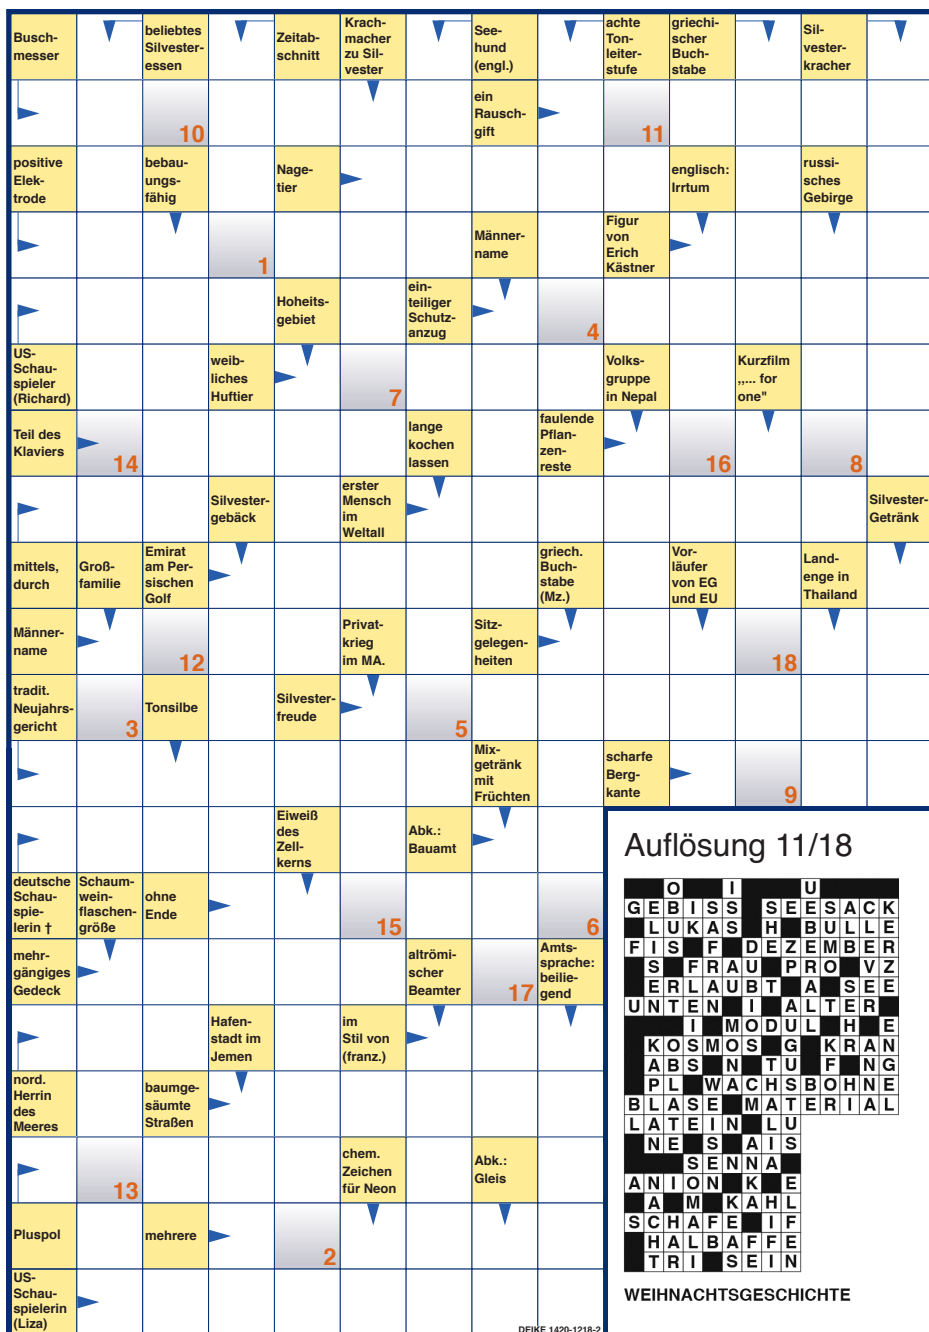 Busch-
messer
beliebtes
Silvester-
essen
Zeitab-
schnitt
Krach-
macher
zu Sil-
vester
See-
hund
(engl.)
achte
Ton-
leiter-
stufe
griechi-
scher
Buch-
stabe
Sil-
vester-
kracher
10
ein
Rausch-
gift
11
positive
Elek-
trode
bebau-
ungs-
fähig
Nage-
tier
englisch:
Irrtum
russi-
sches
Gebirge
1
Männer-
name
Figur
von
Erich
Kästner
Hoheits-
gebiet
ein-
teiliger
Schutz-
anzug
4
US-
Schau-
spieler
(Richard)
weib-
liches
Huftier
7
Volks-
gruppe
in Nepal
Kurzfilm
„... for
one"
Teil des
Klaviers
14
lange
kochen
lassen
faulende
Pflan-
zen-
reste
16
8
Silvester-
gebäck
erster
Mensch
im
Weltall
Silvester-
Getränk
mittels,
durch
Groß-
familie
Emirat
am Per-
sischen
Golf
griech.
Buch-
stabe
(Mz.)
Vor-
läufer
von EG
und EU
Land-
enge in
Thailand
Männer-
name
12
Privat-
krieg
im MA.
Sitz-
gelegen-
heiten
18
tradit.
Neujahrs-
gericht
3
Tonsilbe
Silvester-
freude
5
Mix-
getränk
mit
Früchten
scharfe
Berg-
kante
9
Eiweiß
des
Zell-
kerns
Abk.:
Bauamt
deutsche
Schau-
spie-
lerin †
Schaum-
wein-
flaschen-
größe
ohne
Ende
15
6
mehr-
gängiges
Gedeck
altrömi-
scher
Beamter
17
Amts-
sprache:
beilie-
gend
Hafen-
stadt im
Jemen
im
Stil von
(franz.)
nord.
Herrin
des
Meeres
baumge-
säumte
Straßen
13
chem.
Zeichen
für Neon
Abk.:
Gleis
Pluspol
mehrere
2
US-
Schau-
spielerin
(Liza)
DEIKE 1420-1218-2
Auflösung 11/18
O I U
GEBISS SEESACK
LUKAS H BULLE
FIS F DEZEMBER
S FRAU PRO VZ
ERLAUBT A SEE
UNTEN I ALTER
I MODUL H E
KOSMOS G KRAN
ABS N TU F NG
PL WACHSBOHNE
BLASE MATERIAL
LATEIN LU
NE S AIS
SENNA
ANION K E
A M KAHL
SCHAFE IF
HALBAFFE
TRI SEIN
WEIHNACHTSGESCHICHTE